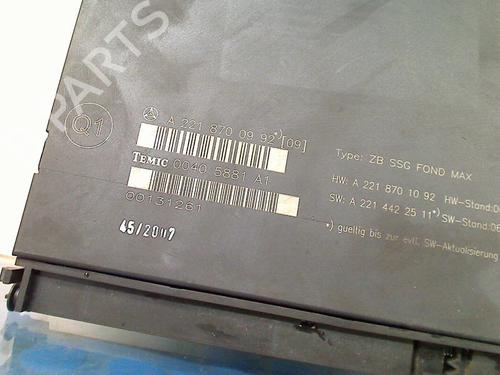 PARTS
Q1
A 221 870 09 92 *) [09]
TEMIC 0040 5881 A1
00131261
45/2007
Type: ZB SSG FOND MAX
HW: A 221 870 10 92 HW-Stand:0
SW: A 221 442 25 11 *) SW-Stand:06
*) gueltig bis zur evtl. SW-Aktualisierung